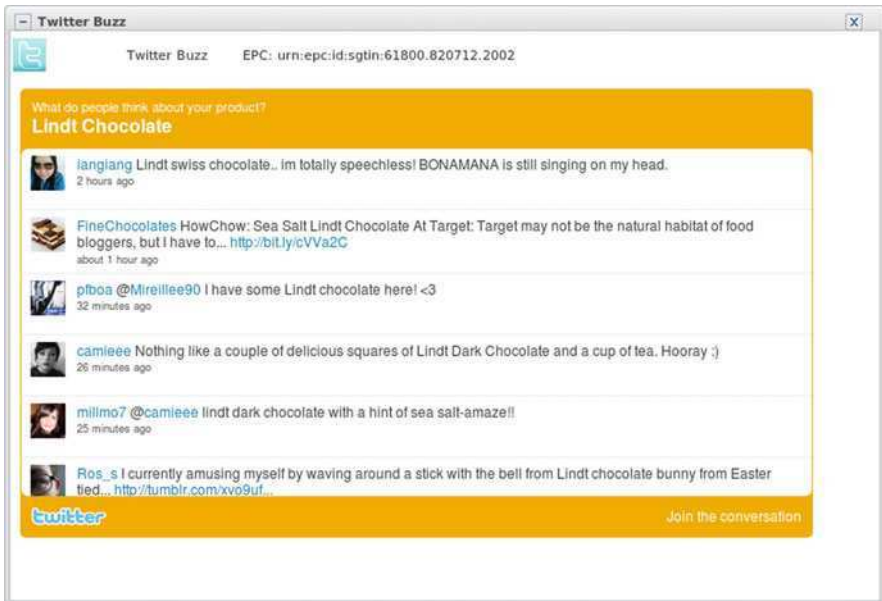 Twitter Buzz
Twitter Buzz EPC: urn:epc:id:sgtin:61800.820712.2002
What do people think about your product?
Lindt Chocolate
langiang Lindt swiss chocolate.. im totally speechless! BONAMANA is still singing on my head.
2 hours ago
FineChocolates HowChow: Sea Salt Lindt Chocolate At Target: Target may not be the natural habitat of food
bloggers, but I have to... http://bit.ly/cVVa2C
about 1 hour ago
pfboa @Mireillee90 I have some Lindt chocolate here! <3
32 minutes ago
camieee Nothing like a couple of delicious squares of Lindt Dark Chocolate and a cup of tea. Hooray :)
26 minutes ago
millmo7 @camieee lindt dark chocolate with a hint of sea salt-amaze!!
25 minutes ago
Ros_s I currently amusing myself by waving around a stick with the bell from Lindt chocolate bunny from Easter
tied... http://tumblr.com/xvo9uf...
twitter
Join the conversation